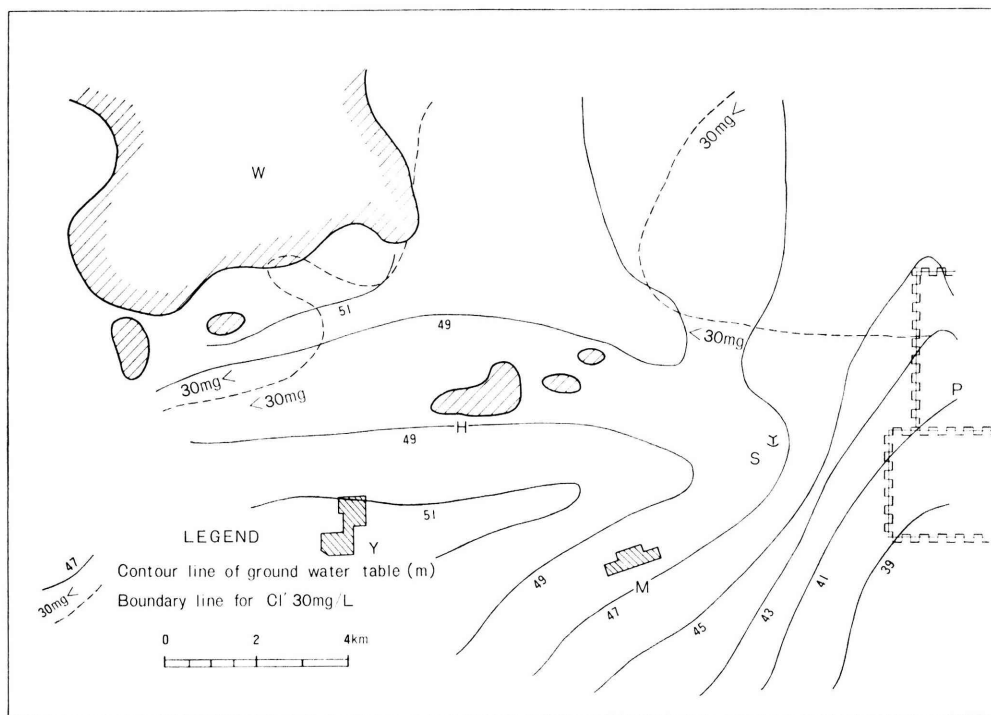 30mg<
W
51
49
<30mg
30mg<
<30mg
P
49
H
S
51
LEGEND
Y
Contour line of ground water table (m)
Boundary line for Cl' 30mg/L
47
30mg<
0 2 4km
49
M
47
45
43
41
39